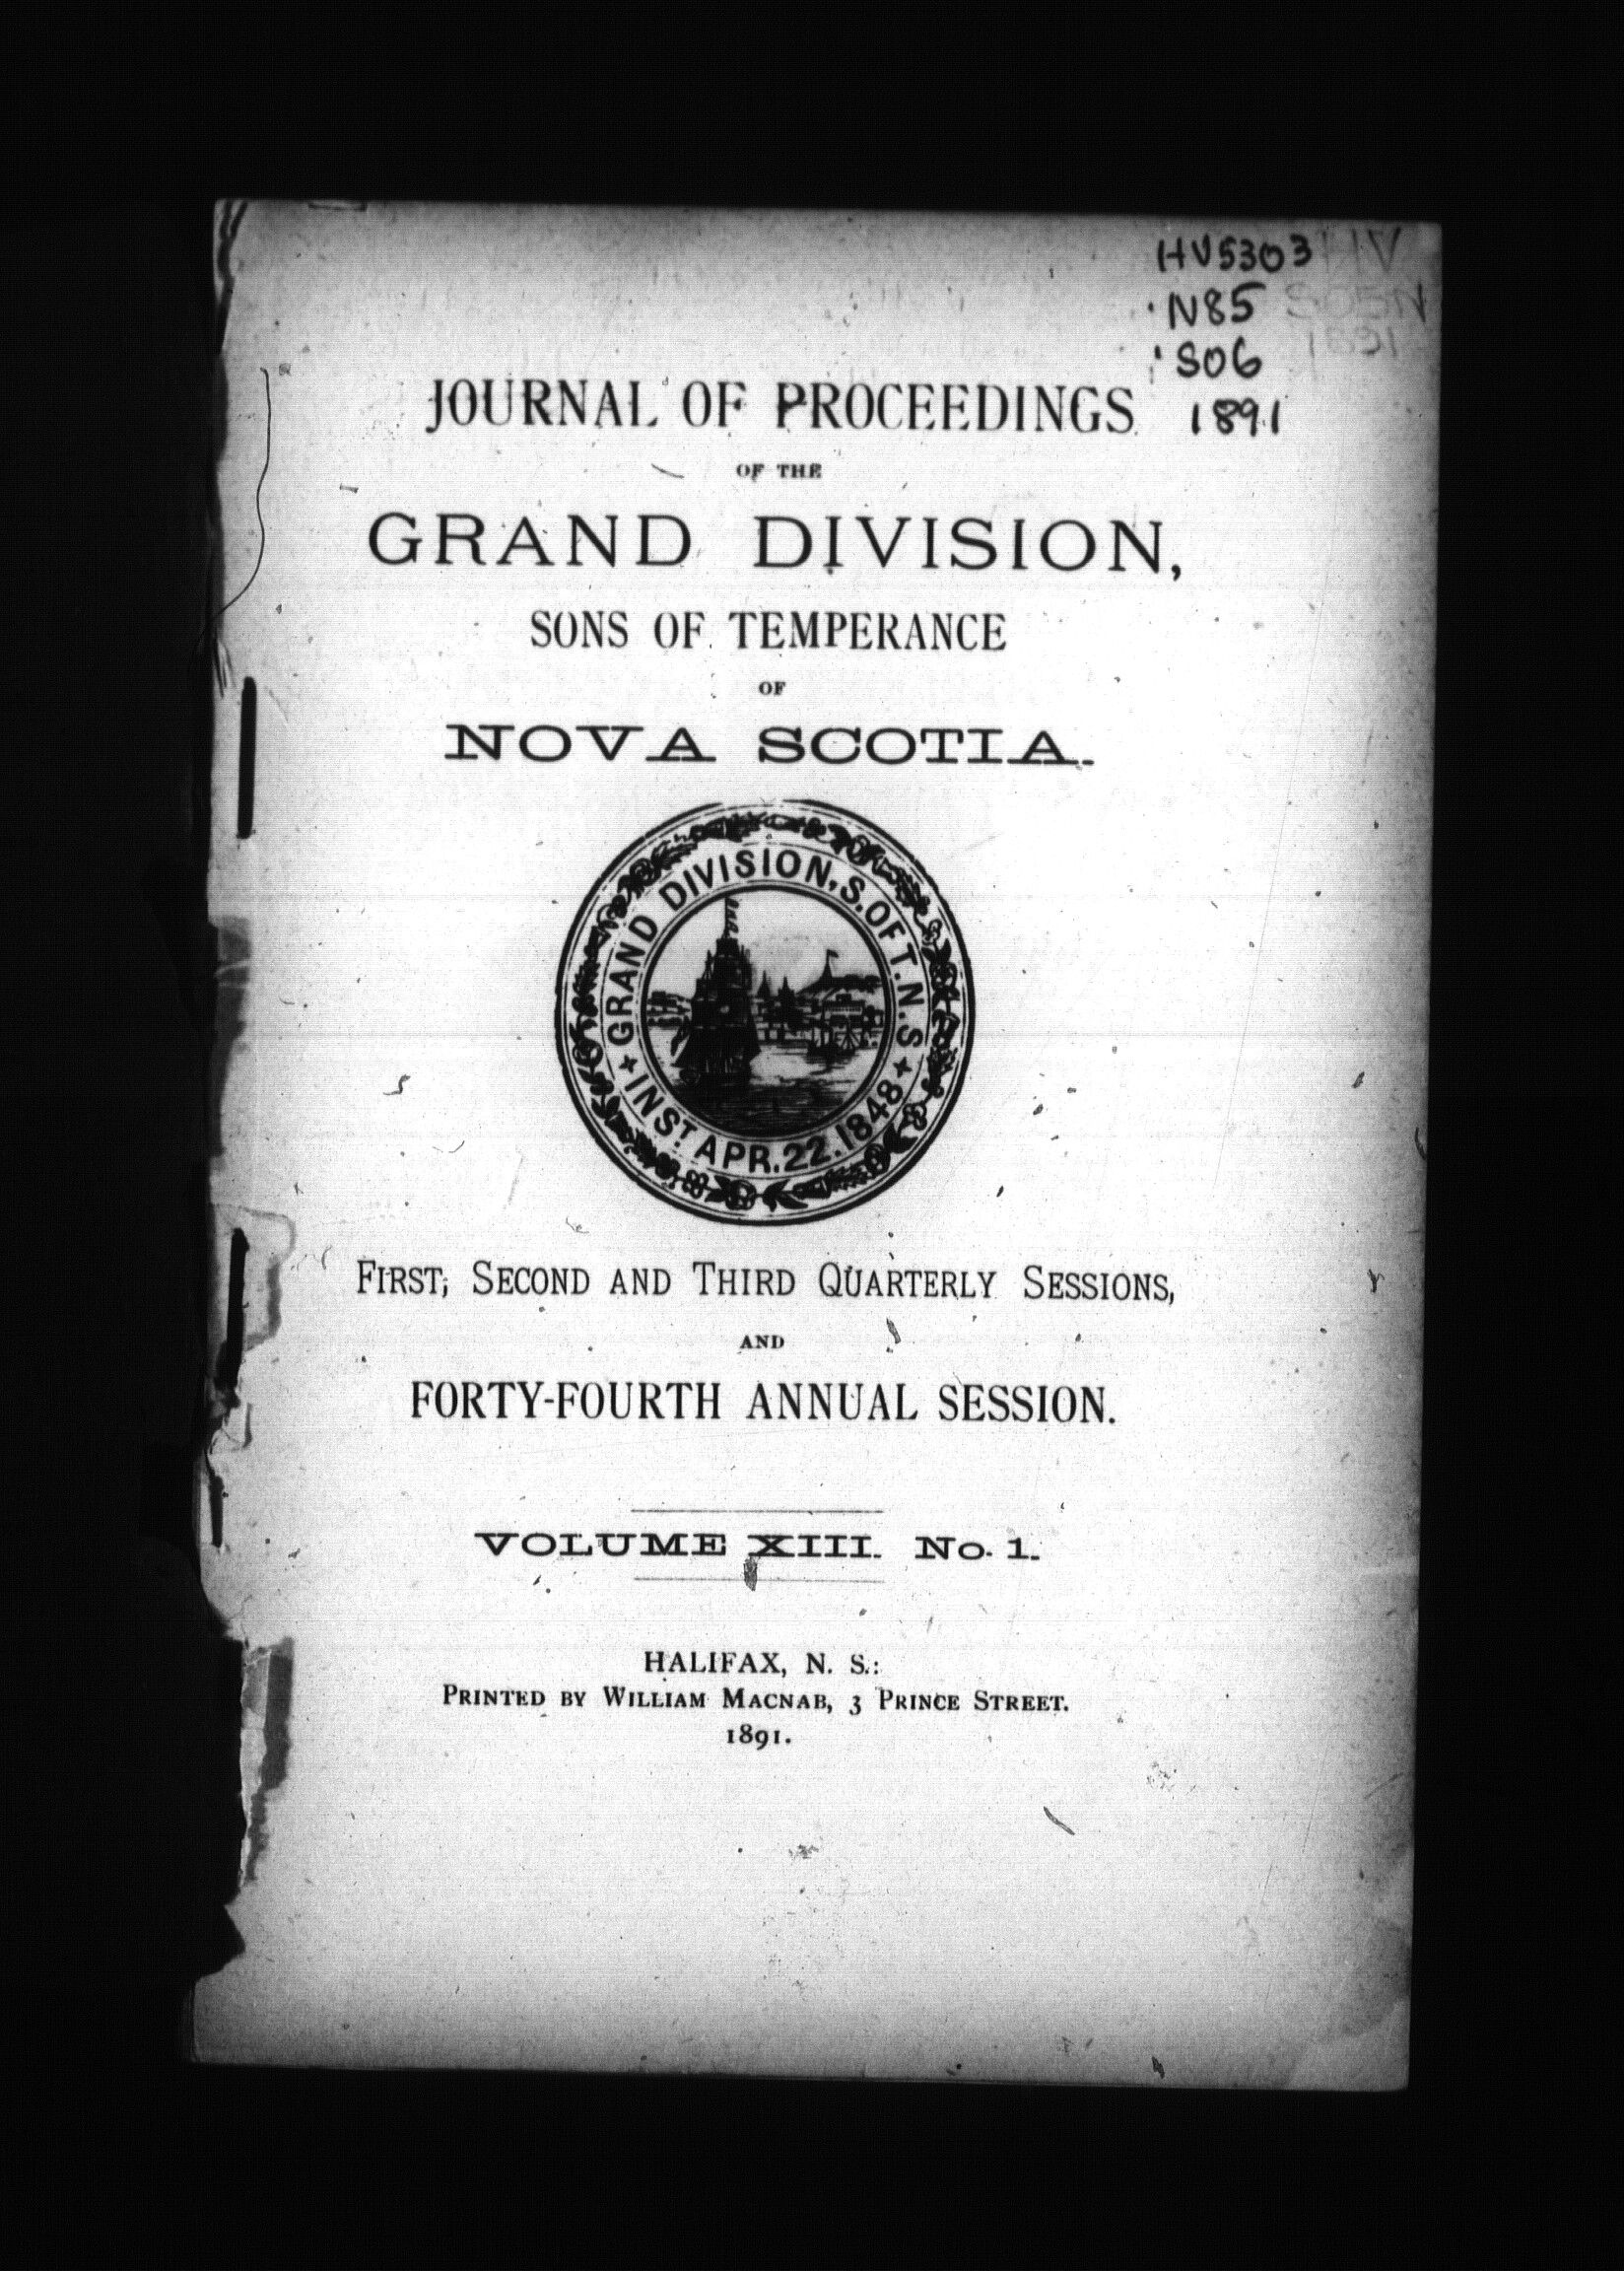 HV5303
N85
S06
1891
JOURNAL OF PROCEEDINGS
OF THE
GRAND DIVISION,
SONS OF TEMPERANCE
OF
NOVA SCOTIA.
GRAND DIVISION, S. OF T. N. S
INST. APR. 22. 1848
FIRST, SECOND AND THIRD QUARTERLY SESSIONS,
AND
FORTY-FOURTH ANNUAL SESSION.
VOLUME XIII. No. 1.
HALIFAX, N. S.:
PRINTED BY WILLIAM MACNAB, 3 PRINCE STREET.
1891.